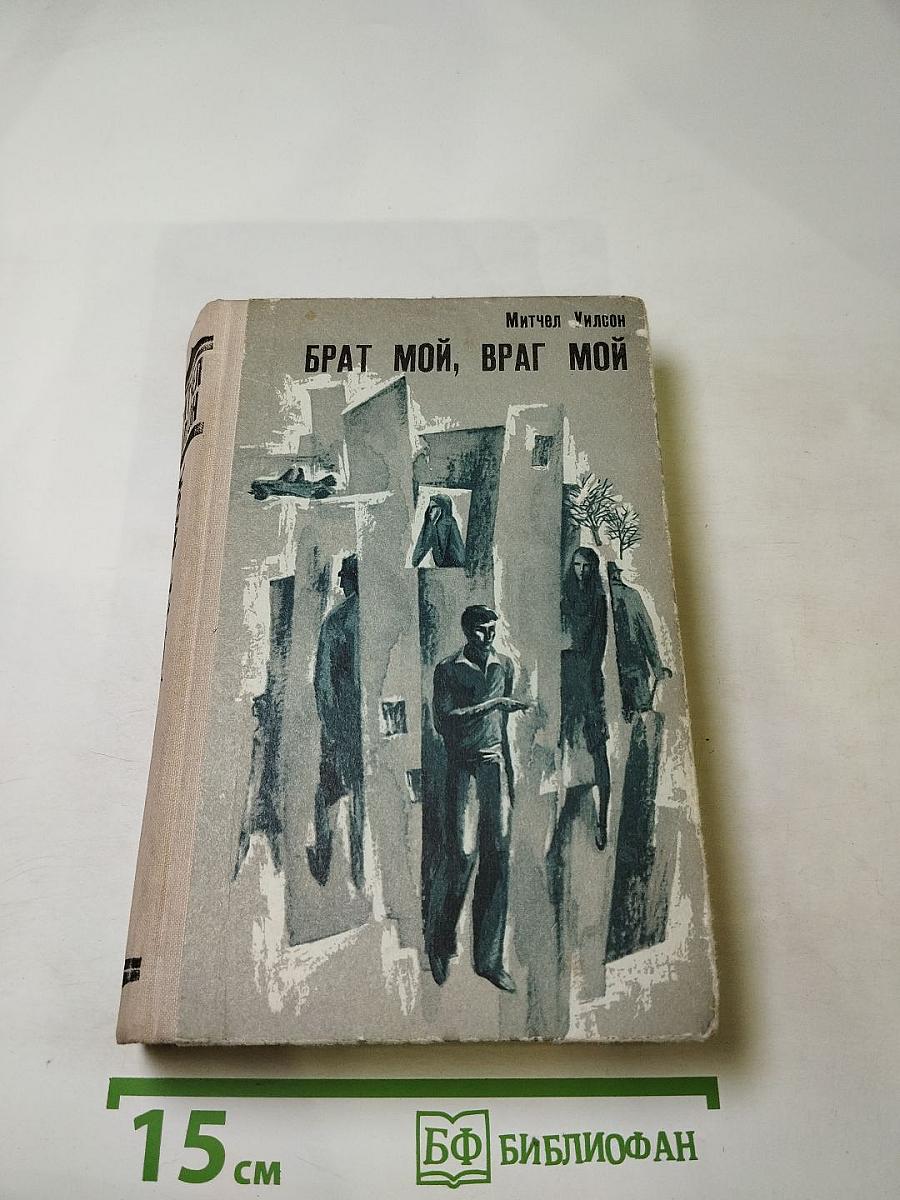 Митчел Уилсон
БРАТ МОЙ, ВРАГ МОЙ
15 см
БФ БИБЛИОФАН